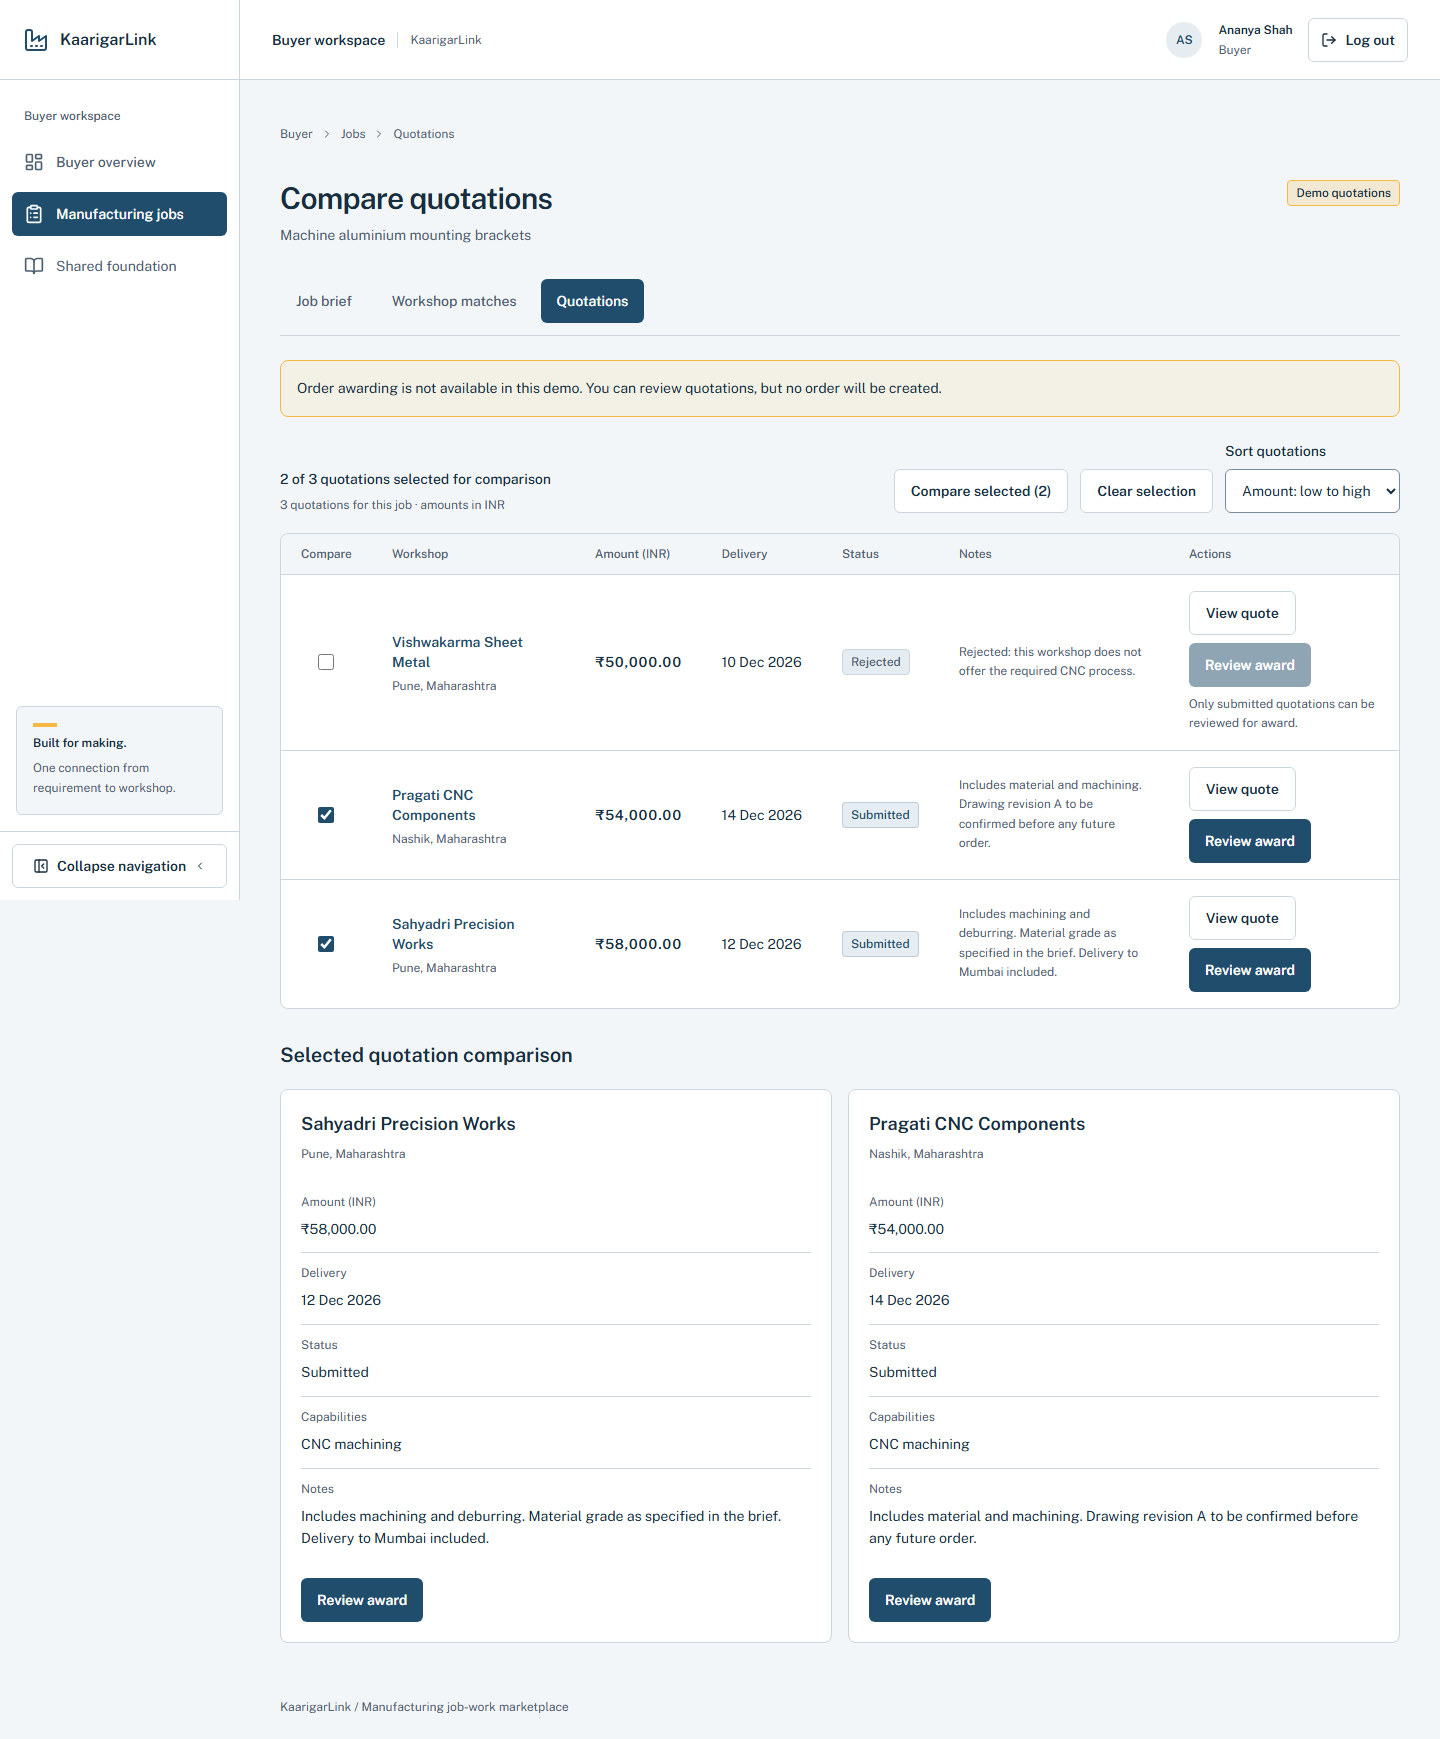 KaarigarLink
Buyer workspace
KaarigarLink
AS
Ananya Shah
Buyer
Log out
Buyer workspace
Buyer overview
Manufacturing jobs
Shared foundation
Built for making.
One connection from
requirement to workshop.
Collapse navigation
Buyer
Jobs
Quotations
Compare quotations
Demo quotations
Machine aluminium mounting brackets
Job brief
Workshop matches
Quotations
Order awarding is not available in this demo. You can review quotations, but no order will be created.
2 of 3 quotations selected for comparison
3 quotations for this job · amounts in INR
Compare selected (2)
Clear selection
Sort quotations
Amount: low to high
Compare
Workshop
Amount (INR)
Delivery
Status
Notes
Actions
Vishwakarma Sheet
Metal
Pune, Maharashtra
₹50,000.00
10 Dec 2026
Rejected
Rejected: this workshop does not
offer the required CNC process.
View quote
Review award
Only submitted quotations can be
reviewed for award.
Pragati CNC
Components
Nashik, Maharashtra
₹54,000.00
14 Dec 2026
Submitted
Includes material and machining.
Drawing revision A to be
confirmed before any future
order.
View quote
Review award
Sahyadri Precision
Works
Pune, Maharashtra
₹58,000.00
12 Dec 2026
Submitted
Includes machining and
deburring. Material grade as
specified in the brief. Delivery to
Mumbai included.
View quote
Review award
Selected quotation comparison
Sahyadri Precision Works
Pune, Maharashtra
Amount (INR)
₹58,000.00
Delivery
12 Dec 2026
Status
Submitted
Capabilities
CNC machining
Notes
Includes machining and deburring. Material grade as specified in the brief.
Delivery to Mumbai included.
Review award
Pragati CNC Components
Nashik, Maharashtra
Amount (INR)
₹54,000.00
Delivery
14 Dec 2026
Status
Submitted
Capabilities
CNC machining
Notes
Includes material and machining. Drawing revision A to be confirmed before
any future order.
Review award
KaarigarLink / Manufacturing job-work marketplace